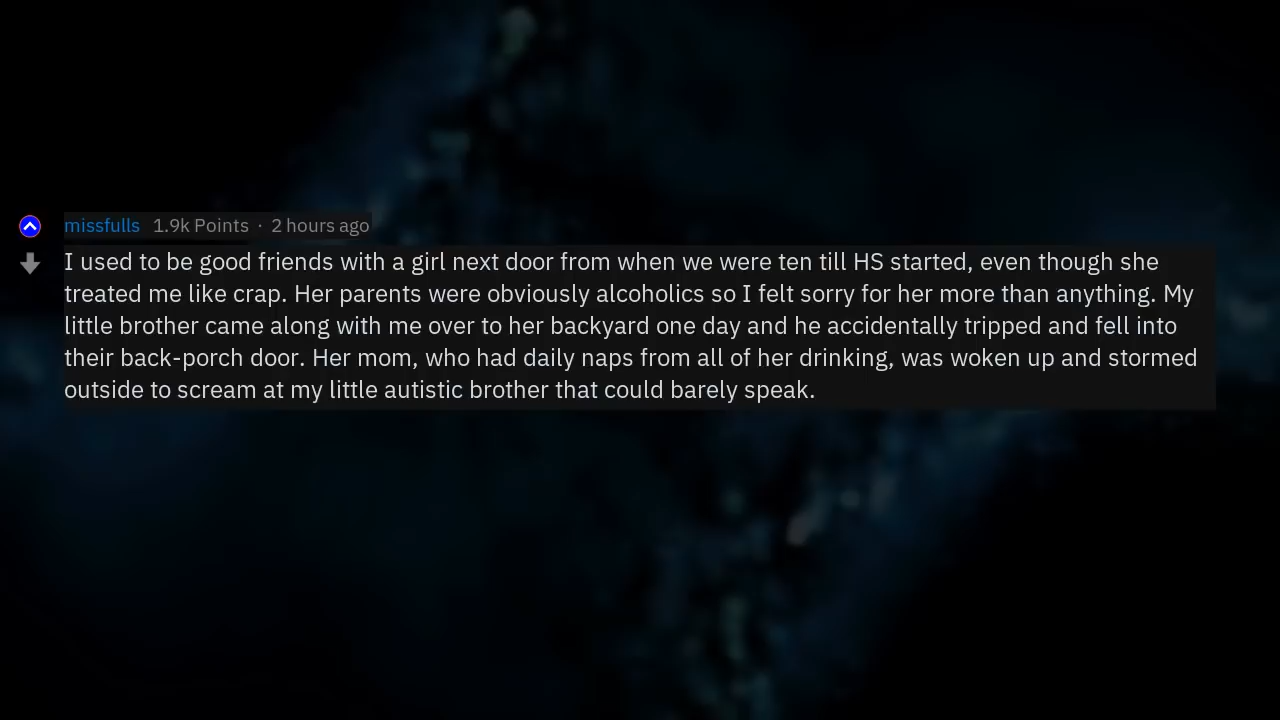 missfulls 1.9k Points · 2 hours ago
I used to be good friends with a girl next door from when we were ten till HS started, even though she
treated me like crap. Her parents were obviously alcoholics so I felt sorry for her more than anything. My
little brother came along with me over to her backyard one day and he accidentally tripped and fell into
their back-porch door. Her mom, who had daily naps from all of her drinking, was woken up and stormed
outside to scream at my little autistic brother that could barely speak.